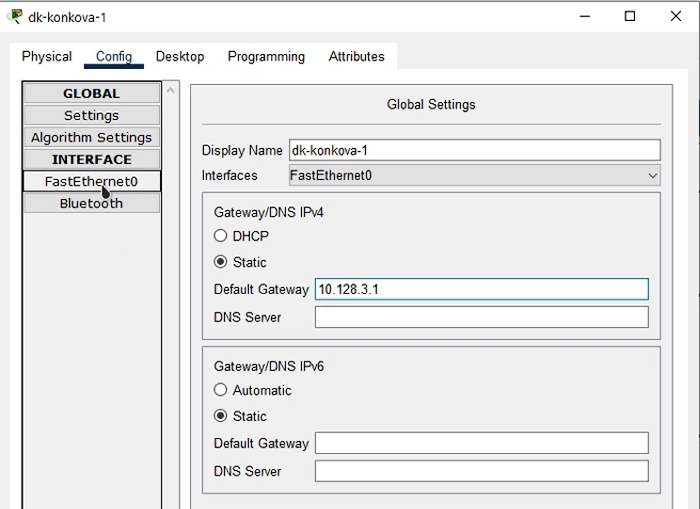 dk-konkova-1
Physical Config Desktop Programming Attributes
GLOBAL
Settings
Algorithm Settings
INTERFACE
FastEthernet0
Bluetooth
Global Settings
Display Name dk-konkova-1
Interfaces FastEthernet0
Gateway/DNS IPv4
DHCP
Static
Default Gateway 10.128.3.1
DNS Server
Gateway/DNS IPv6
Automatic
Static
Default Gateway
DNS Server